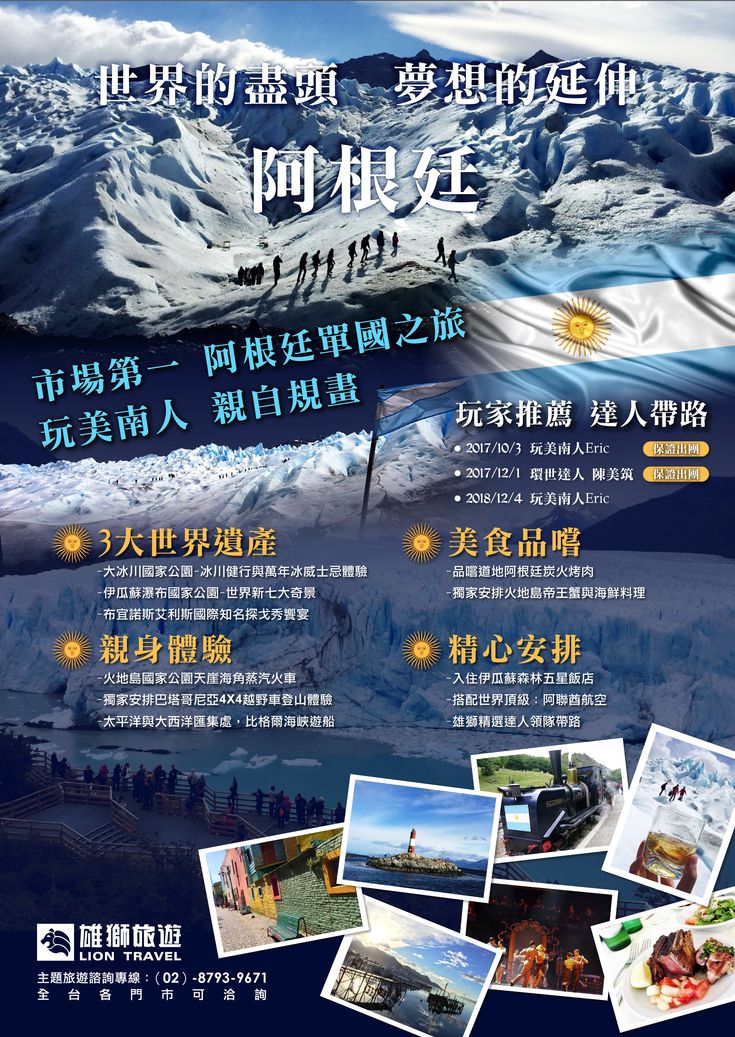 世界的盡頭 夢想的延伸
阿根廷
市場第一 阿根廷單國之旅
玩美南人 親自規畫
玩家推薦 達人帶路
● 2017/10/3 玩美南人Eric 保證出團
● 2017/12/1 環世達人 陳美筑 保證出團
● 2018/12/4 玩美南人Eric
3大世界遺產
-大冰川國家公園-冰川健行與萬年冰威士忌體驗
-伊瓜蘇瀑布國家公園-世界新七大奇景
-布宜諾斯艾利斯國際知名探戈秀饗宴
美食品嚐
-品嚐道地阿根廷炭火烤肉
-獨家安排火地島帝王蟹與海鮮料理
親身體驗
-火地島國家公園天崖海角蒸汽火車
-獨家安排巴塔哥尼亞4X4越野車登山體驗
-太平洋與大西洋匯集處，比格爾海峽遊船
精心安排
-入住伊瓜蘇森林五星飯店
-搭配世界頂級：阿聯酋航空
-雄獅精選達人領隊帶路
雄獅旅遊
LION TRAVEL
主題旅遊諮詢專線：(02)-8793-9671
全台各門市可洽詢